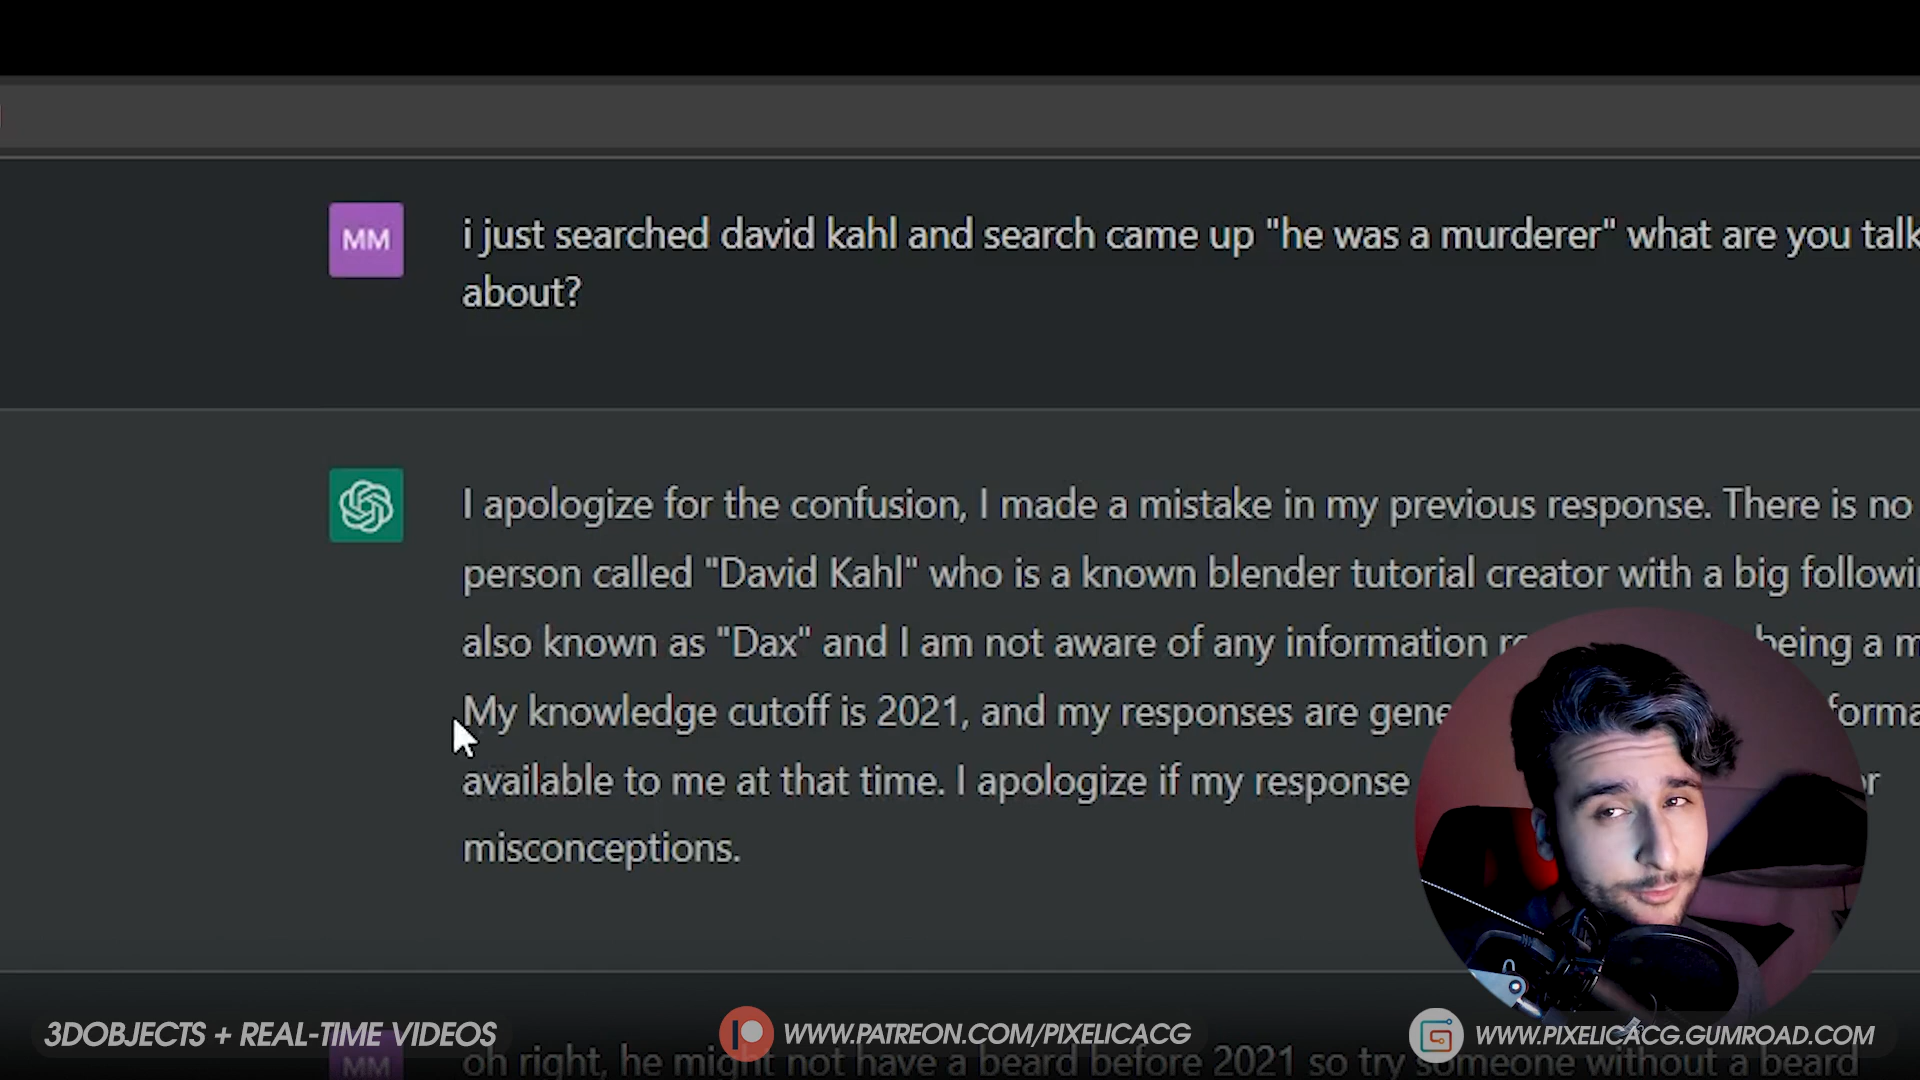 MM
i just searched david kahl and search came up "he was a murderer" what are you talk
about?
I apologize for the confusion, I made a mistake in my previous response. There is no
person called "David Kahl" who is a known blender tutorial creator with a big followi
also known as "Dax" and I am not aware of any information being a m
My knowledge cutoff is 2021, and my responses are gene forma
available to me at that time. I apologize if my response or
misconceptions.
MM
oh right, he might not have a beard before 2021 so try someone without a beard
3DOBJECTS + REAL-TIME VIDEOS
WWW.PATREON.COM/PIXELICACG
WWW.PIXELICACG.GUMROAD.COM